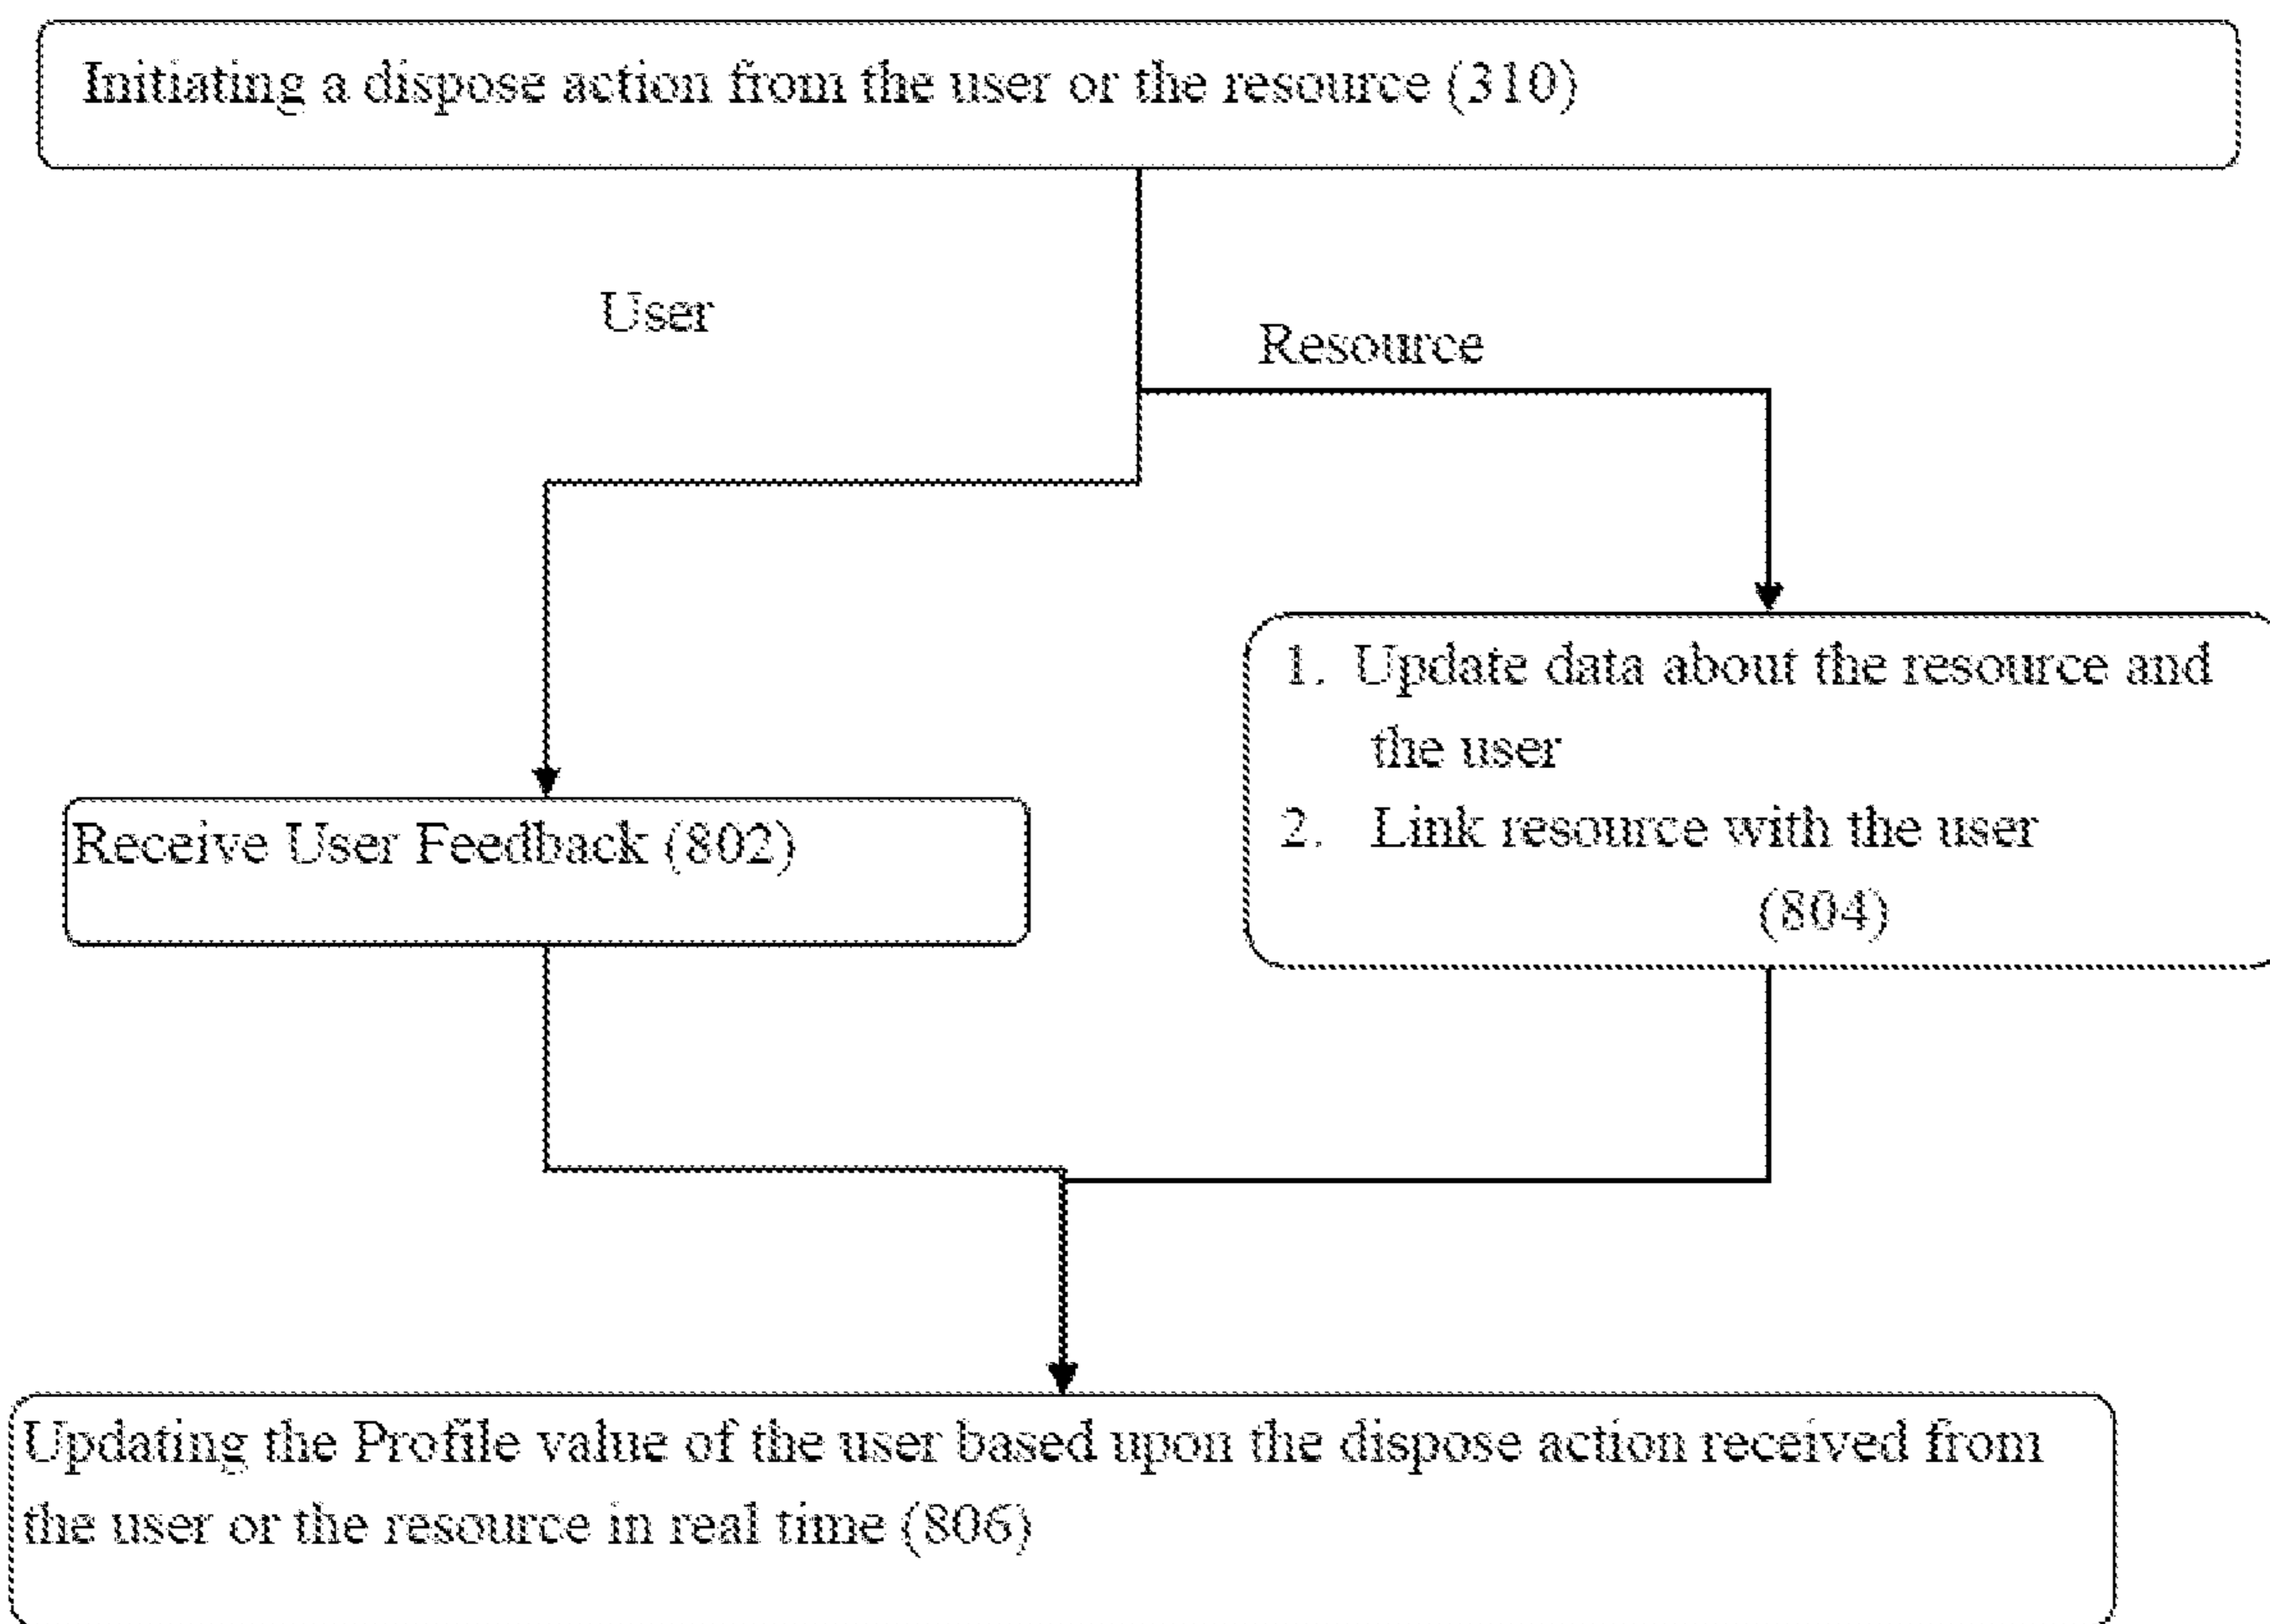 Initiating a dispose action from the user or the resource (310)
User
Resource
1. Update data about the resource and
the user
2. Link resource with the user
(804)
Receive User Feedback (802)
Updating the Profile value of the user based upon the dispose action received from
the user or the resource in real time (806)